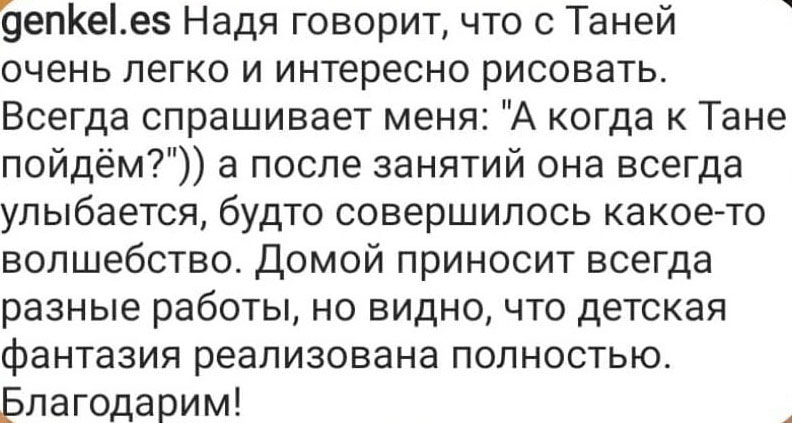 genkel.es Надя говорит, что с Таней
очень легко и интересно рисовать.
Всегда спрашивает меня: "А когда к Тане
пойдём?")) а после занятий она всегда
улыбается, будто совершилось какое-то
волшебство. Домой приносит всегда
разные работы, но видно, что детская
фантазия реализована полностью.
Благодарим!